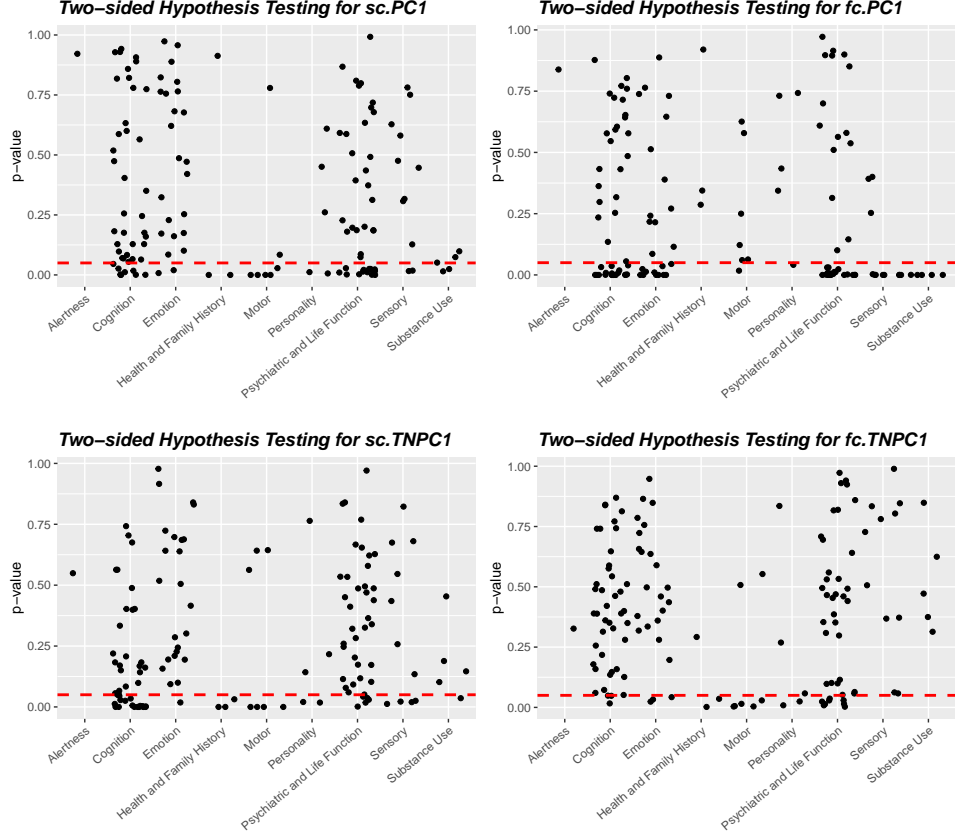 Two-sided Hypothesis Testing for sc.PC1
1.00
0.75
0.50
0.25
0.00
p-value
Alertness
Cognition
Emotion
Health and Family History
Motor
Personality
Psychiatric and Life Function
Sensory
Substance Use
Two-sided Hypothesis Testing for fc.PC1
1.00
0.75
0.50
0.25
0.00
p-value
Alertness
Cognition
Emotion
Health and Family History
Motor
Personality
Psychiatric and Life Function
Sensory
Substance Use
Two-sided Hypothesis Testing for sc.TNPC1
1.00
0.75
0.50
0.25
0.00
p-value
Alertness
Cognition
Emotion
Health and Family History
Motor
Personality
Psychiatric and Life Function
Sensory
Substance Use
Two-sided Hypothesis Testing for fc.TNPC1
1.00
0.75
0.50
0.25
0.00
p-value
Alertness
Cognition
Emotion
Health and Family History
Motor
Personality
Psychiatric and Life Function
Sensory
Substance Use